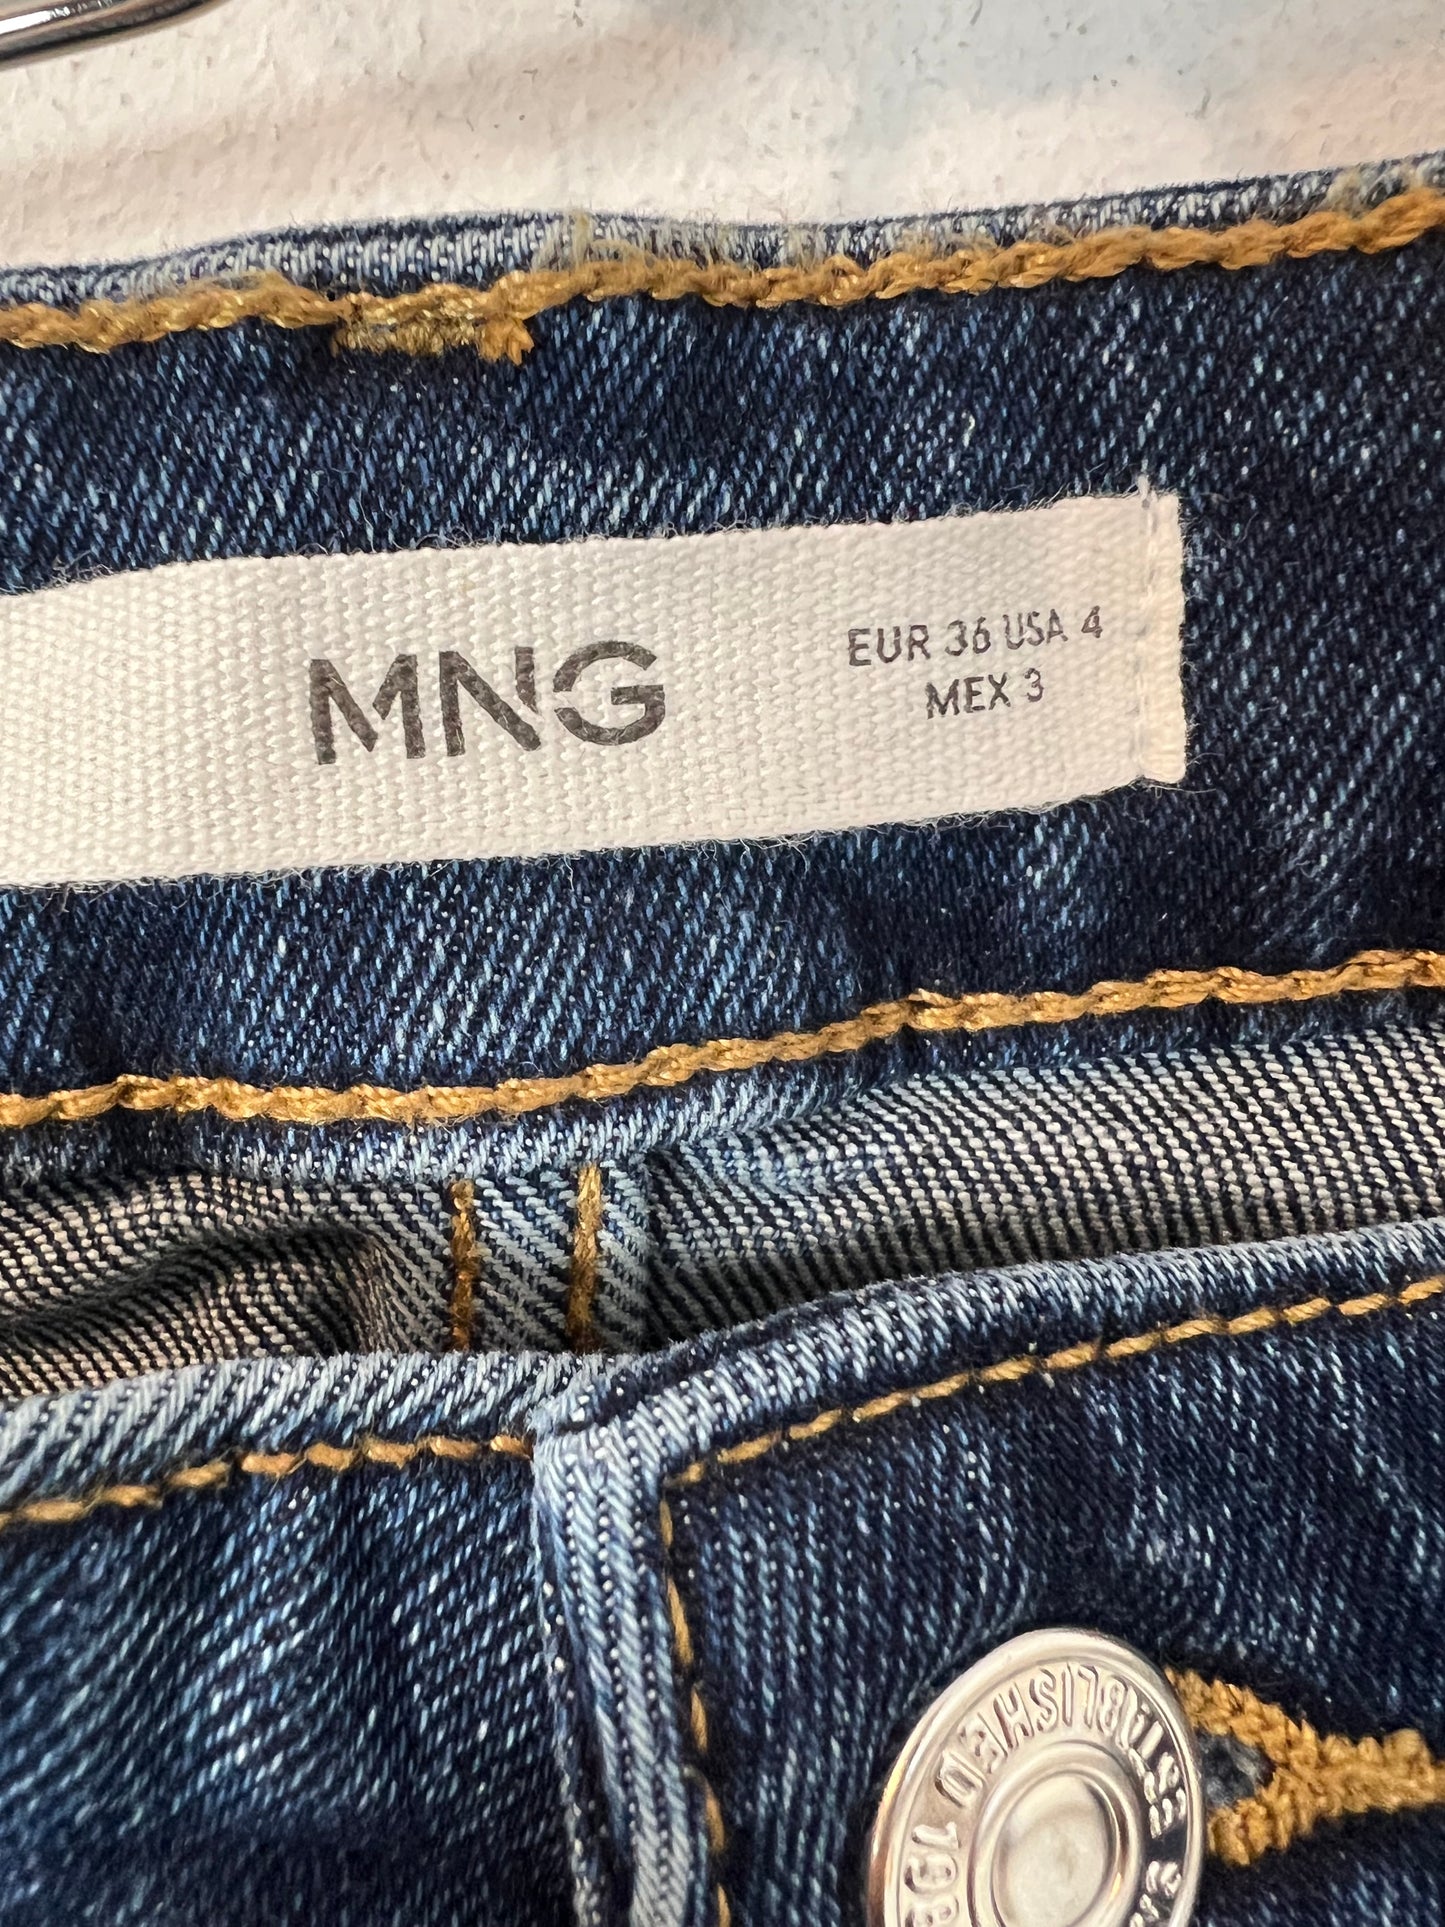 MNG
EUR 36 USA 4
MEX 3
ESTABLISHED 198